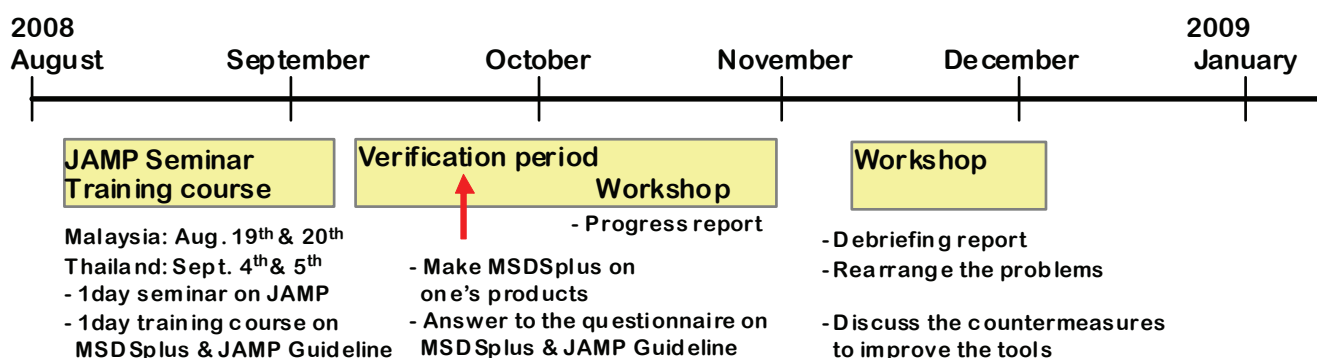 2008
August
September
October
November
December
2009
January
JAMP Seminar
Training course
Malaysia: Aug. 19th & 20th
Thailand: Sept. 4th & 5th
- 1day seminar on JAMP
- 1day training course on
MSDSplus & JAMP Guideline
Verification period
Workshop
- Progress report
- Make MSDSplus on
one's products
- Answer to the questionnaire on
MSDSplus & JAMP Guideline
Workshop
- Debriefing report
- Rearrange the problems
- Discuss the countermeasures
to improve the tools